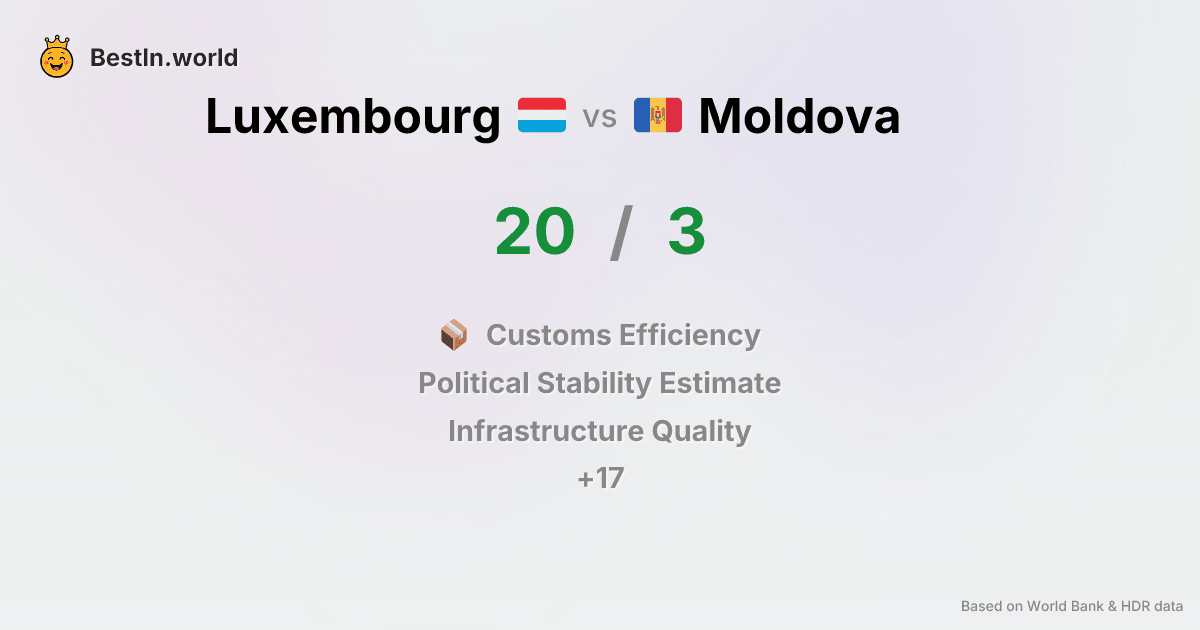 BestIn.world
Luxembourg vs Moldova
20 / 3
Customs Efficiency
Political Stability Estimate
Infrastructure Quality
+17
Based on World Bank & HDR data